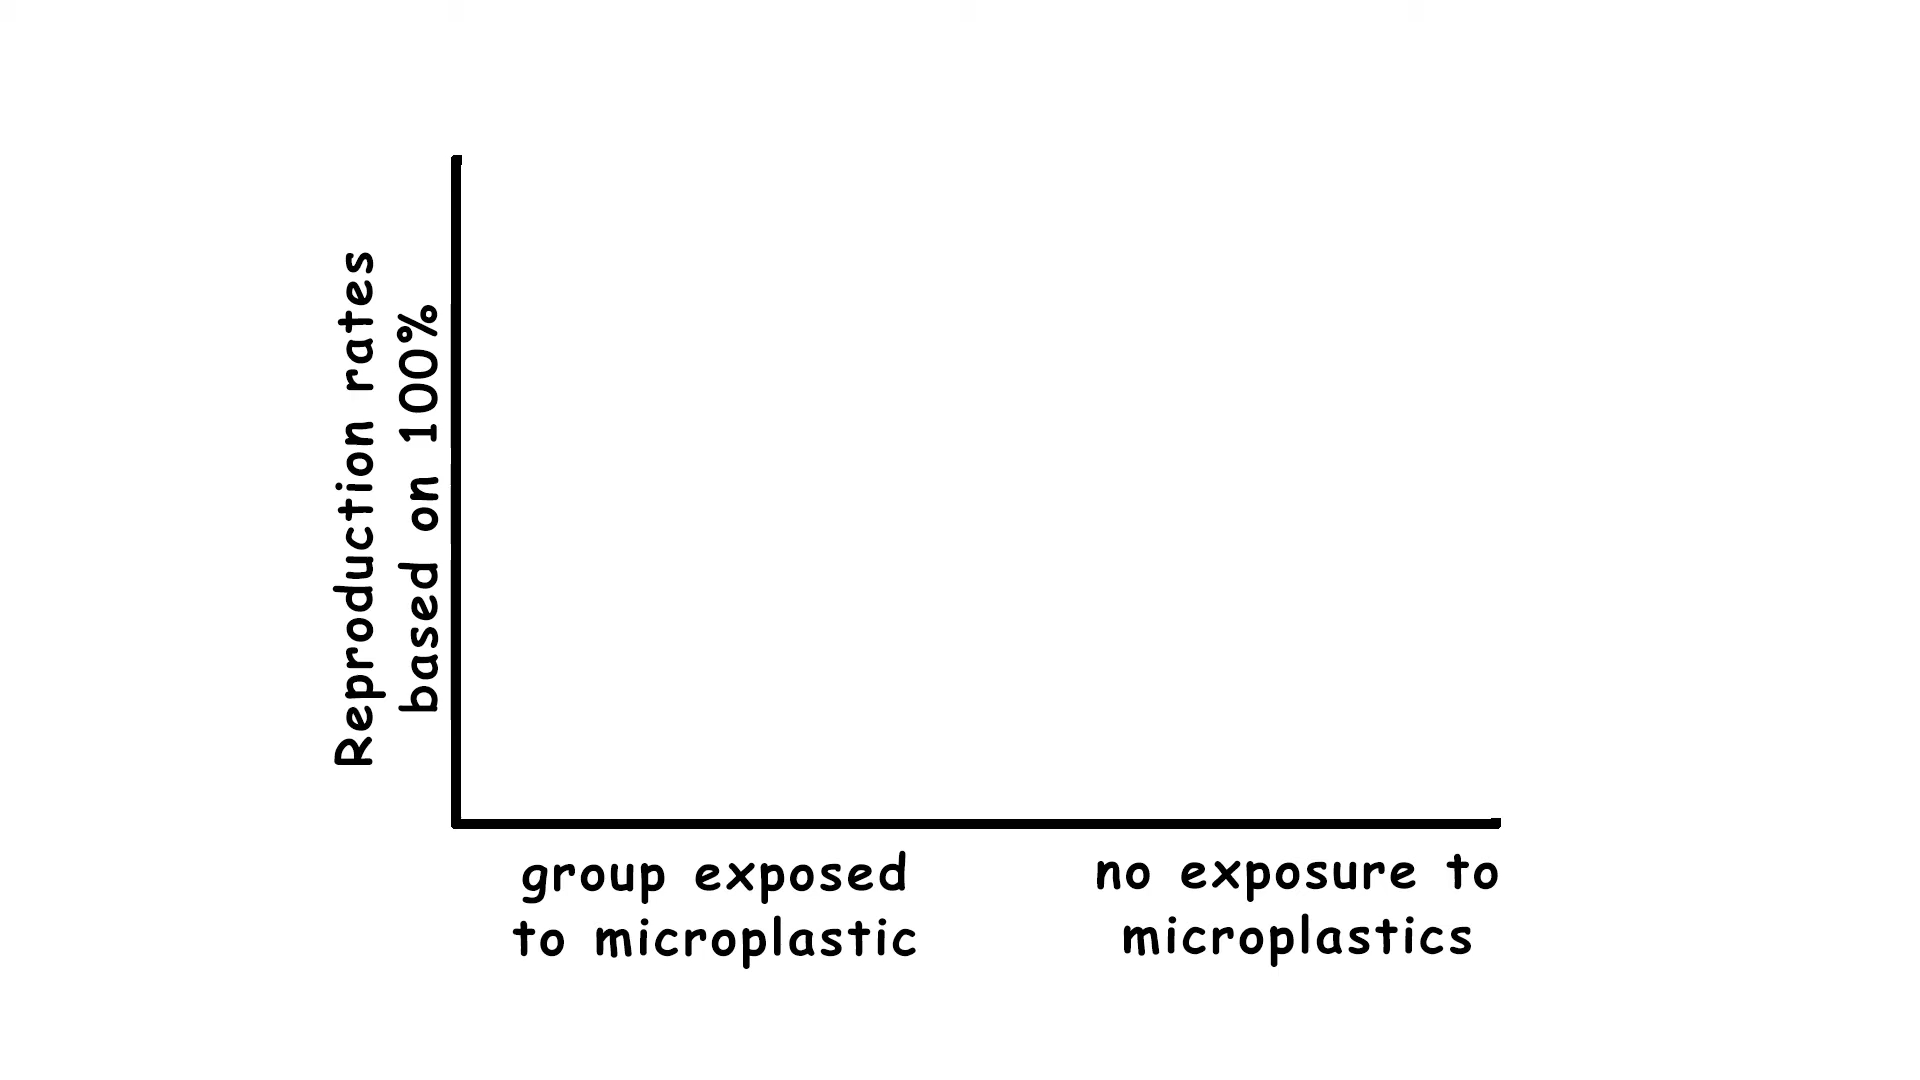 Reproduction rates
based on 100%
group exposed
to microplastic
no exposure to
microplastics